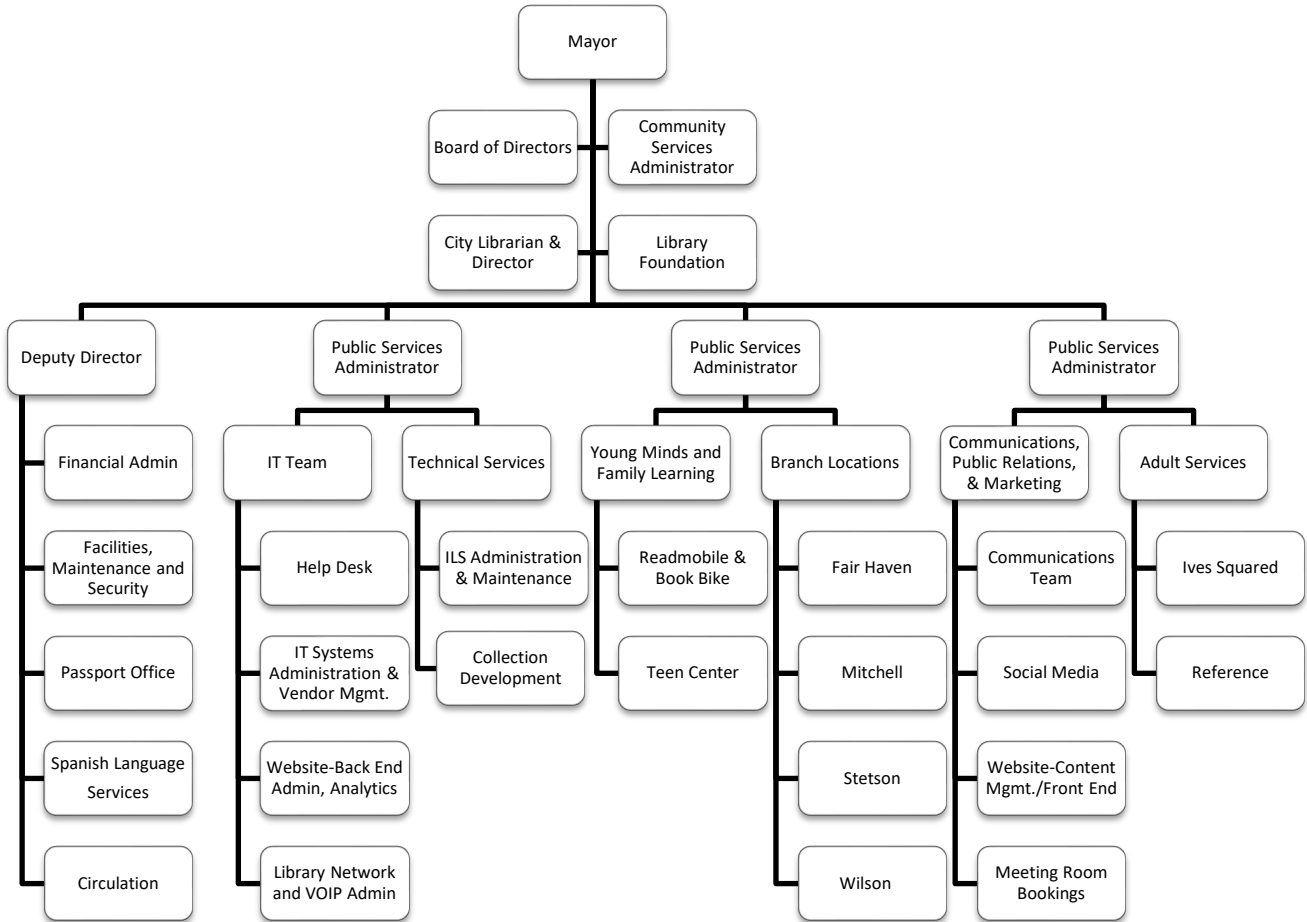 Mayor
Board of Directors
Community
Services
Administrator
City Librarian &
Director
Library
Foundation
Deputy Director
Financial Admin
Facilities,
Maintenance and
Security
Passport Office
Spanish Language
Services
Circulation
Public Services
Administrator
IT Team
Help Desk
IT Systems
Administration &
Vendor Mgmt.
Website-Back End
Admin, Analytics
Library Network
and VOIP Admin
Technical Services
ILS Administration
& Maintenance
Collection
Development
Public Services
Administrator
Young Minds and
Family Learning
Readmobile &
Book Bike
Teen Center
Branch Locations
Fair Haven
Mitchell
Stetson
Wilson
Public Services
Administrator
Communications,
Public Relations,
& Marketing
Communications
Team
Social Media
Website-Content
Mgmt./Front End
Meeting Room
Bookings
Adult Services
Ives Squared
Reference